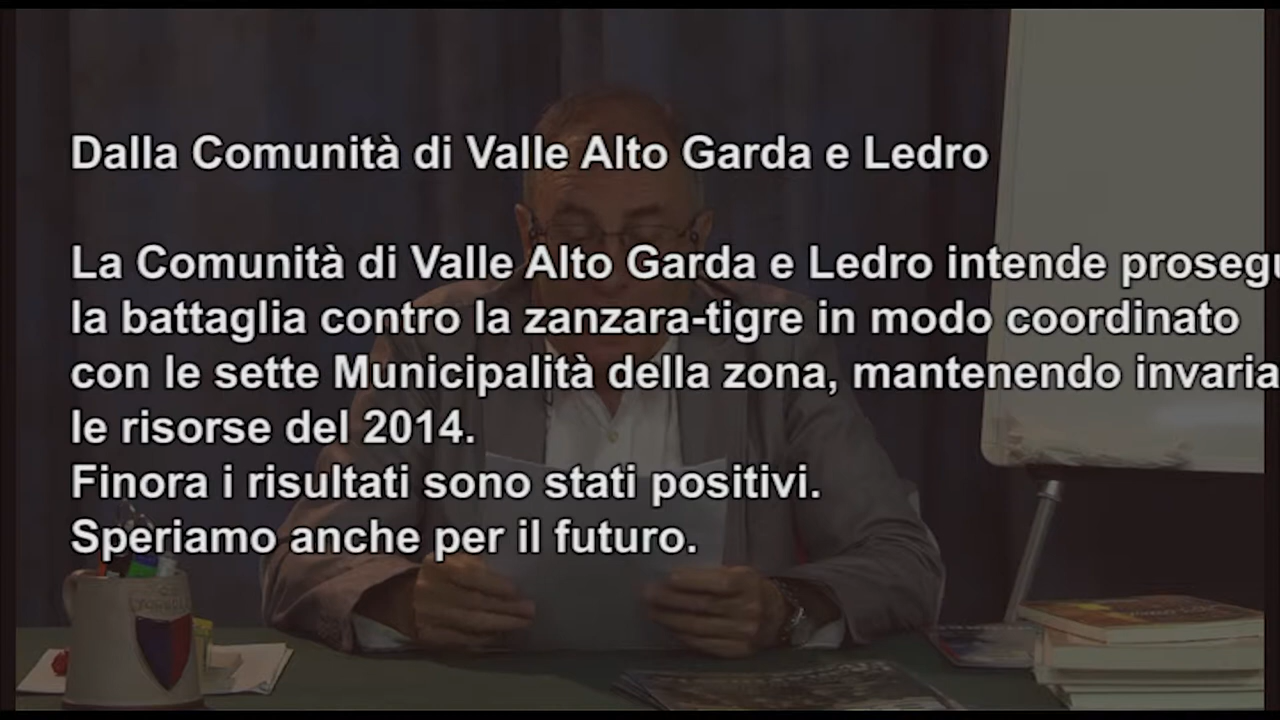 Dalla Comunità di Valle Alto Garda e Ledro
La Comunità di Valle Alto Garda e Ledro intende prosegu
la battaglia contro la zanzara-tigre in modo coordinato
con le sette Municipalità della zona, mantenendo invaria
le risorse del 2014.
Finora i risultati sono stati positivi.
Speriamo anche per il futuro.